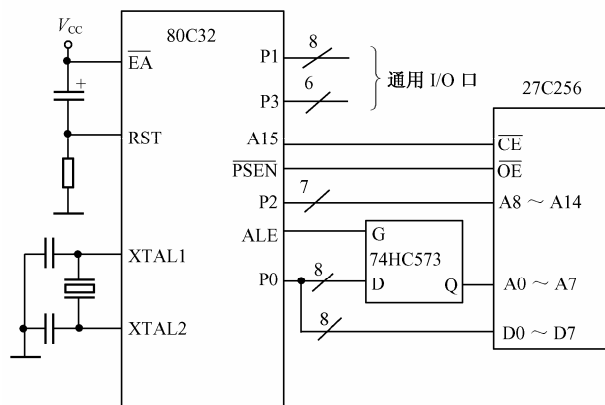 V_CC
80C32
27C256
EA
+
RST
XTAL1
XTAL2
P1
8
P3
6
通用 I/O 口
A15
PSEN
P2
7
ALE
P0
8
8
G
74HC573
D
Q
CE
OE
A8 ～ A14
A0 ～ A7
D0 ～ D7